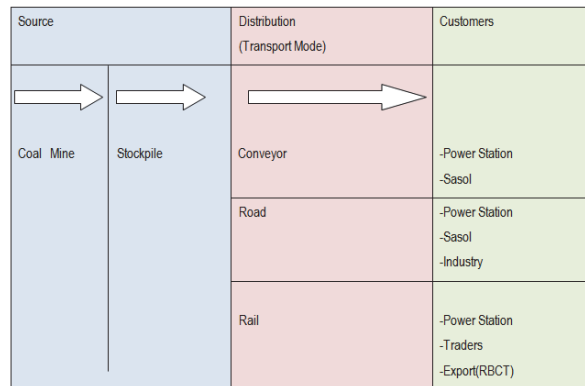 Source
Distribution
(Transport Mode)
Customers
Coal Mine
Stockpile
Conveyor
-Power Station
-Sasol
Road
-Power Station
-Sasol
-Industry
Rail
-Power Station
-Traders
-Export(RBCT)